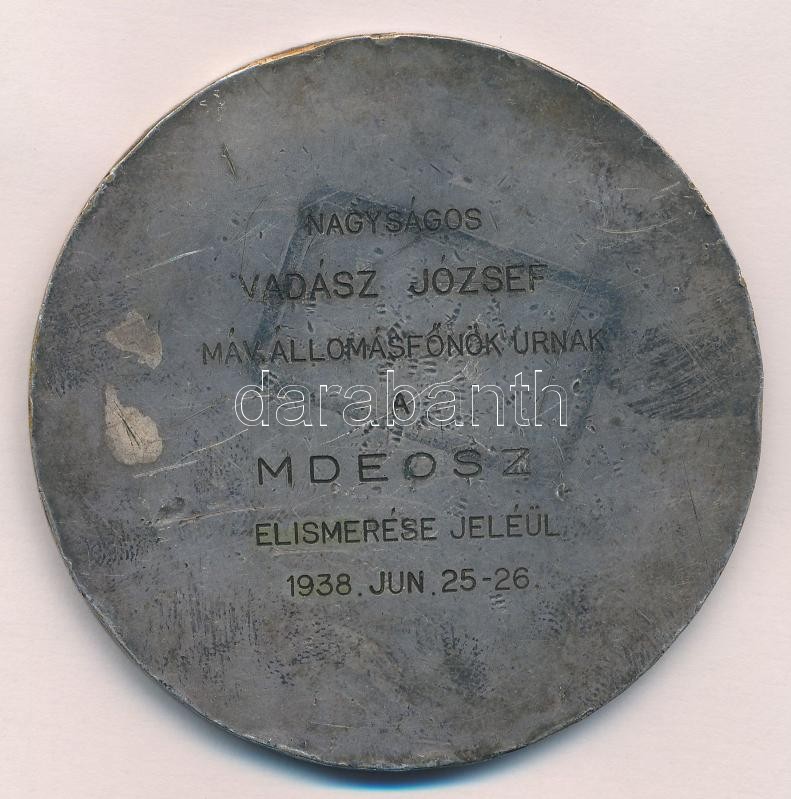 NAGYSÁGOS
VADÁSZ JÓZSEF
MÁV. ÁLLOMÁSFŐNÖK URNAK
A
darabanth
MDEOSZ
ELISMERÉSE JELÉÜL
1938. JUN. 25-26.